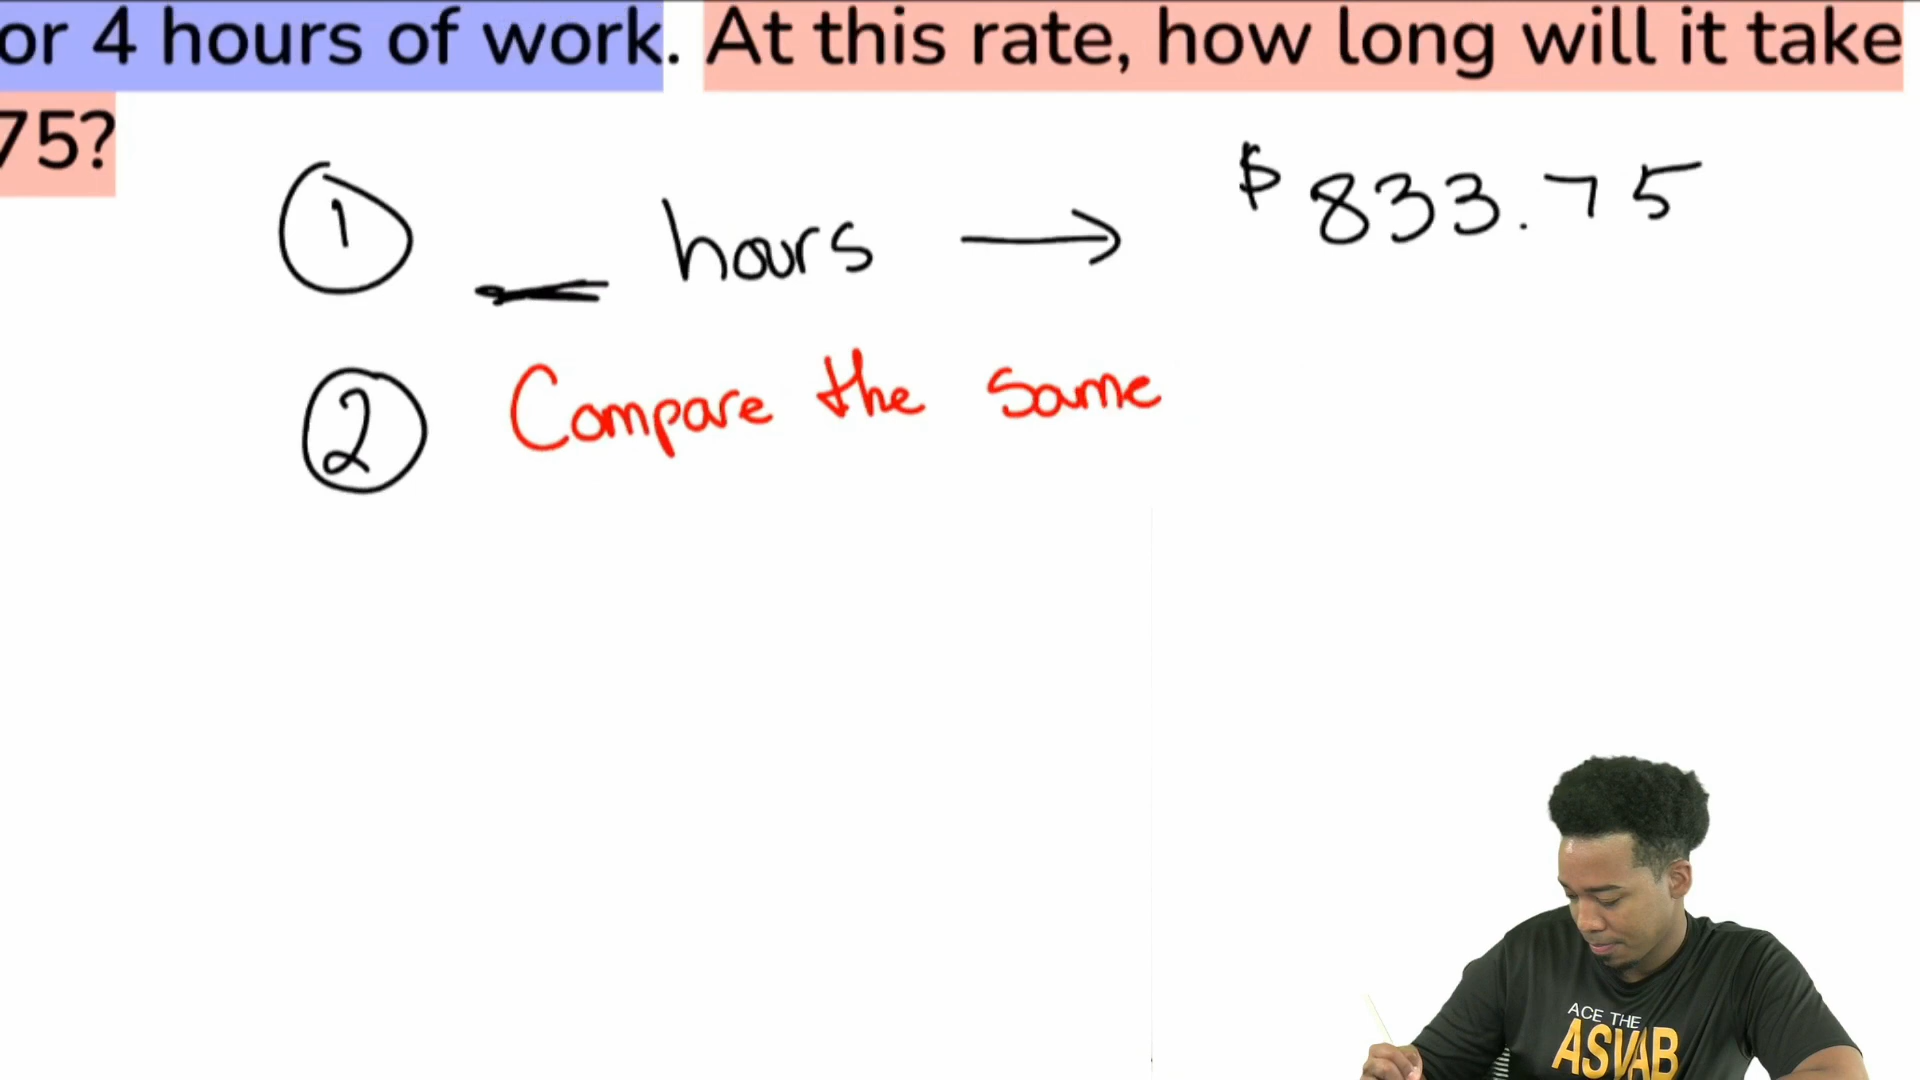 or 4 hours of work. At this rate, how long will it take
75?
1 __ hours → $833.75
2 Compare the same
ACE THE
ASVAB